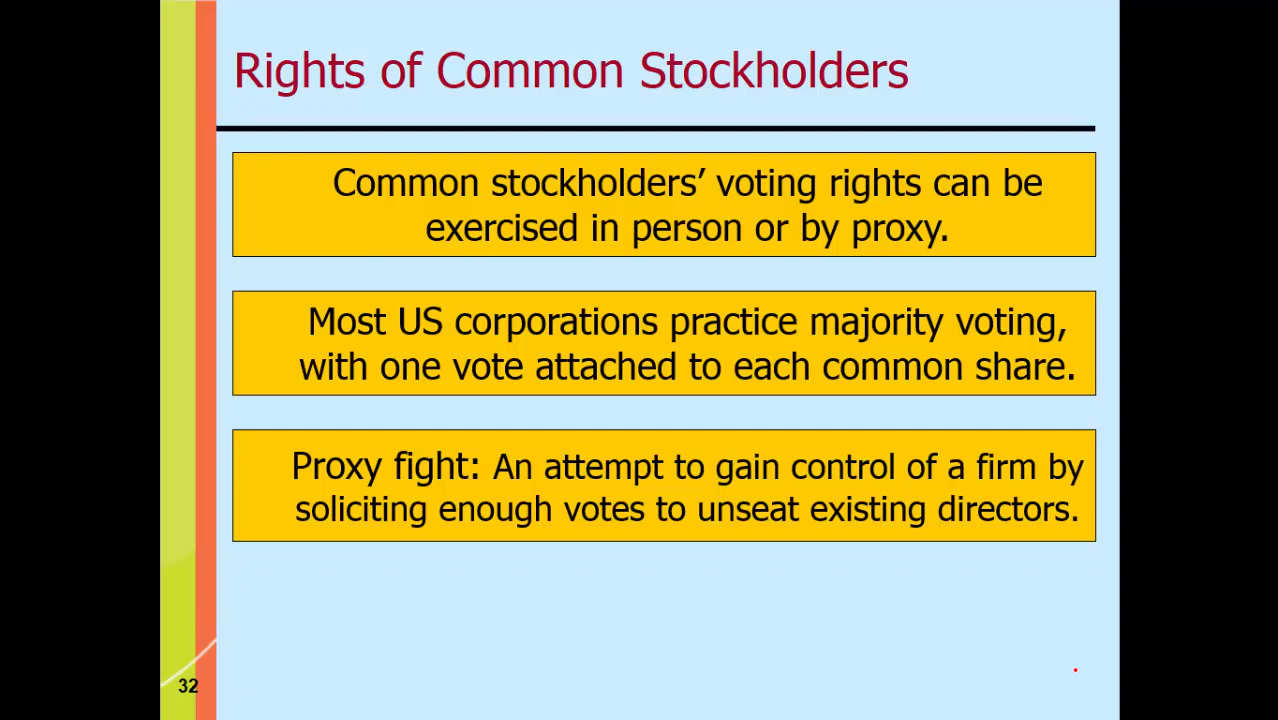 Rights of Common Stockholders
Common stockholders’ voting rights can be
exercised in person or by proxy.
Most US corporations practice majority voting,
with one vote attached to each common share.
Proxy fight: An attempt to gain control of a firm by
soliciting enough votes to unseat existing directors.
32